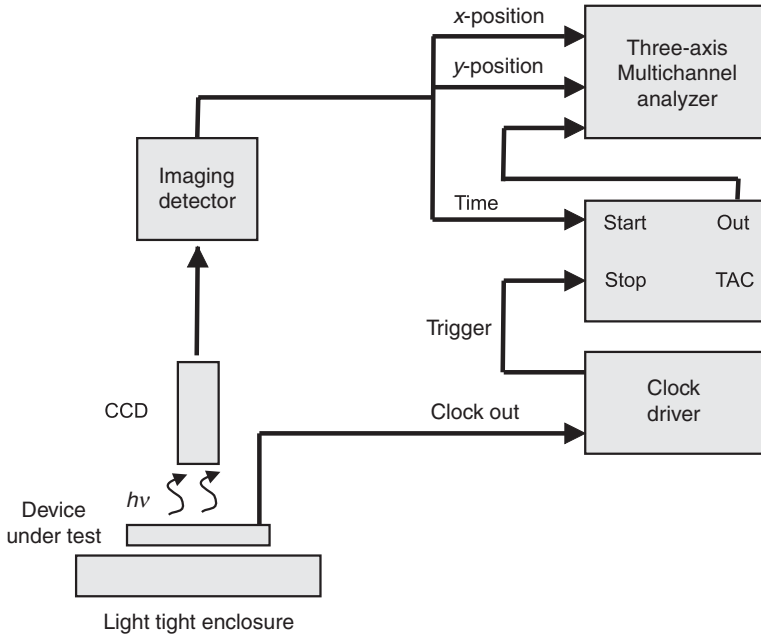 x-position
Three-axis
Multichannel
analyzer
y-position
Imaging
detector
Time
Start
Out
Stop
TAC
Trigger
Clock
driver
CCD
Clock out
hν
Device
under test
Light tight enclosure